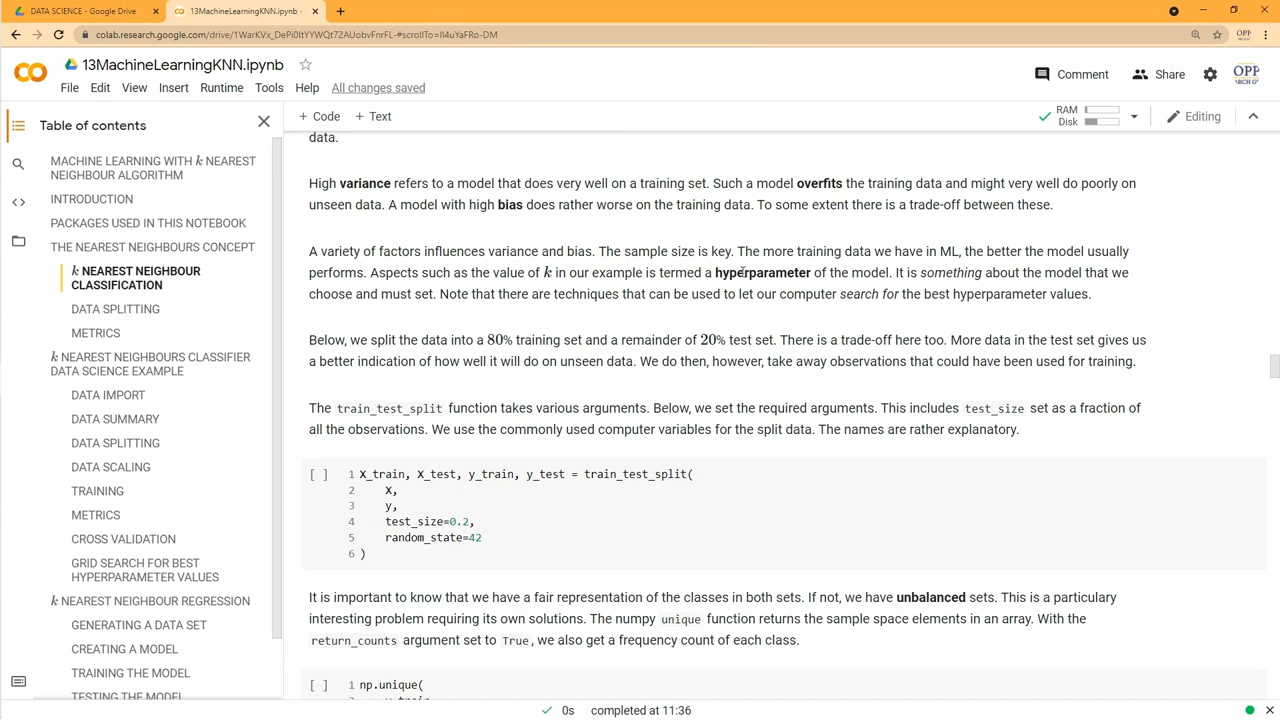 DATA SCIENCE - Google Drive
13MachineLearningKNN.ipynb -
colab.research.google.com/drive/1WarKVx_DePi0ItYYWQt72AUobvFnrFL-#scrollTo=Il4uYaFRo-DM
13MachineLearningKNN.ipynb
Comment
Share
OPP
File Edit View Insert Runtime Tools Help All changes saved
Table of contents
+ Code + Text
RAM
Disk
Editing
MACHINE LEARNING WITH k NEAREST
NEIGHBOUR ALGORITHM
INTRODUCTION
PACKAGES USED IN THIS NOTEBOOK
THE NEAREST NEIGHBOURS CONCEPT
k NEAREST NEIGHBOUR
CLASSIFICATION
DATA SPLITTING
METRICS
k NEAREST NEIGHBOURS CLASSIFIER
DATA SCIENCE EXAMPLE
DATA IMPORT
DATA SUMMARY
DATA SPLITTING
DATA SCALING
TRAINING
METRICS
CROSS VALIDATION
GRID SEARCH FOR BEST
HYPERPARAMETER VALUES
k NEAREST NEIGHBOUR REGRESSION
GENERATING A DATA SET
CREATING A MODEL
TRAINING THE MODEL
TESTING THE MODEL
data.
High variance refers to a model that does very well on a training set. Such a model overfits the training data and might very well do poorly on
unseen data. A model with high bias does rather worse on the training data. To some extent there is a trade-off between these.
A variety of factors influences variance and bias. The sample size is key. The more training data we have in ML, the better the model usually
performs. Aspects such as the value of k in our example is termed a hyperparameter of the model. It is something about the model that we
choose and must set. Note that there are techniques that can be used to let our computer search for the best hyperparameter values.
Below, we split the data into a 80% training set and a remainder of 20% test set. There is a trade-off here too. More data in the test set gives us
a better indication of how well it will do on unseen data. We do then, however, take away observations that could have been used for training.
The train_test_split function takes various arguments. Below, we set the required arguments. This includes test_size set as a fraction of
all the observations. We use the commonly used computer variables for the split data. The names are rather explanatory.
[ ] 1 X_train, X_test, y_train, y_test = train_test_split(
2 X,
3 y,
4 test_size=0.2,
5 random_state=42
6 )
It is important to know that we have a fair representation of the classes in both sets. If not, we have unbalanced sets. This is a particulary
interesting problem requiring its own solutions. The numpy unique function returns the sample space elements in an array. With the
return_counts argument set to True, we also get a frequency count of each class.
[ ] 1 np.unique(
0s completed at 11:36